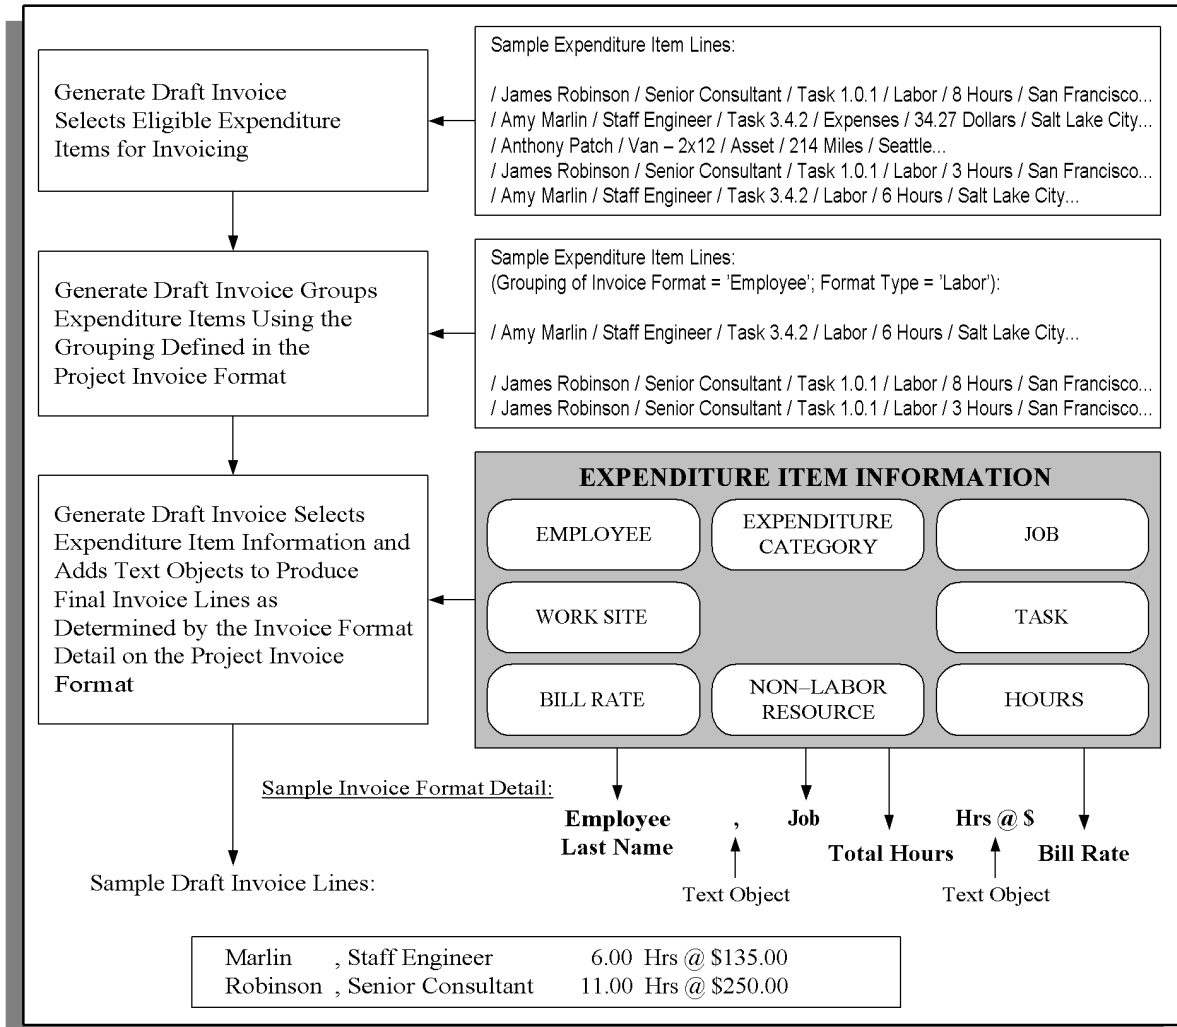 Generate Draft Invoice
Selects Eligible Expenditure
Items for Invoicing
Sample Expenditure Item Lines:
/ James Robinson / Senior Consultant / Task 1.0.1 / Labor / 8 Hours / San Francisco...
/ Amy Marlin / Staff Engineer / Task 3.4.2 / Expenses / 34.27 Dollars / Salt Lake City...
/ Anthony Patch / Van – 2x12 / Asset / 214 Miles / Seattle...
/ James Robinson / Senior Consultant / Task 1.0.1 / Labor / 3 Hours / San Francisco...
/ Amy Marlin / Staff Engineer / Task 3.4.2 / Labor / 6 Hours / Salt Lake City...
Generate Draft Invoice Groups
Expenditure Items Using the
Grouping Defined in the
Project Invoice Format
Sample Expenditure Item Lines:
(Grouping of Invoice Format = ’Employee’; Format Type = ’Labor’):
/ Amy Marlin / Staff Engineer / Task 3.4.2 / Labor / 6 Hours / Salt Lake City...
/ James Robinson / Senior Consultant / Task 1.0.1 / Labor / 8 Hours / San Francisco...
/ James Robinson / Senior Consultant / Task 1.0.1 / Labor / 3 Hours / San Francisco...
Generate Draft Invoice Selects
Expenditure Item Information and
Adds Text Objects to Produce
Final Invoice Lines as
Determined by the Invoice Format
Detail on the Project Invoice
Format
EXPENDITURE ITEM INFORMATION
EMPLOYEE
EXPENDITURE
CATEGORY
JOB
WORK SITE
TASK
BILL RATE
NON–LABOR
RESOURCE
HOURS
Sample Invoice Format Detail:
Employee
Last Name
,
Job
Total Hours
Hrs @ $
Bill Rate
Text Object
Text Object
Sample Draft Invoice Lines:
Marlin , Staff Engineer 6.00 Hrs @ $135.00
Robinson , Senior Consultant 11.00 Hrs @ $250.00